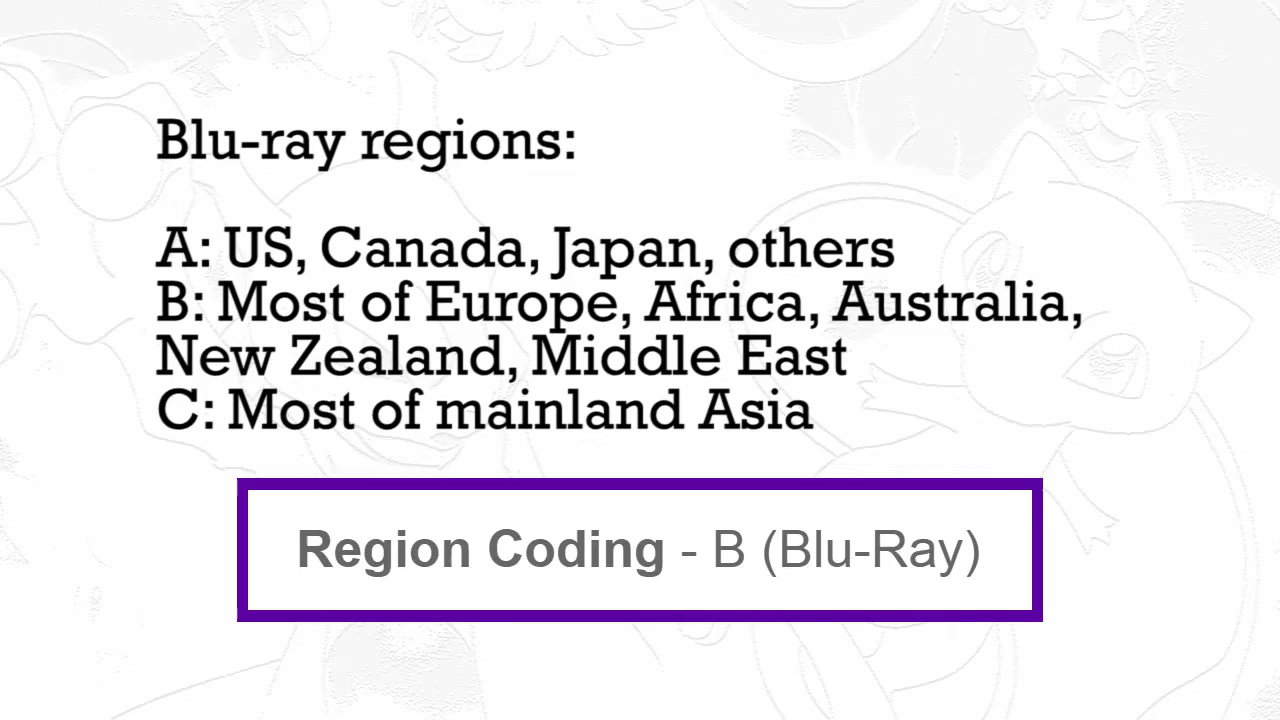 Blu-ray regions:
A: US, Canada, Japan, others
B: Most of Europe, Africa, Australia,
New Zealand, Middle East
C: Most of mainland Asia
Region Coding - B (Blu-Ray)